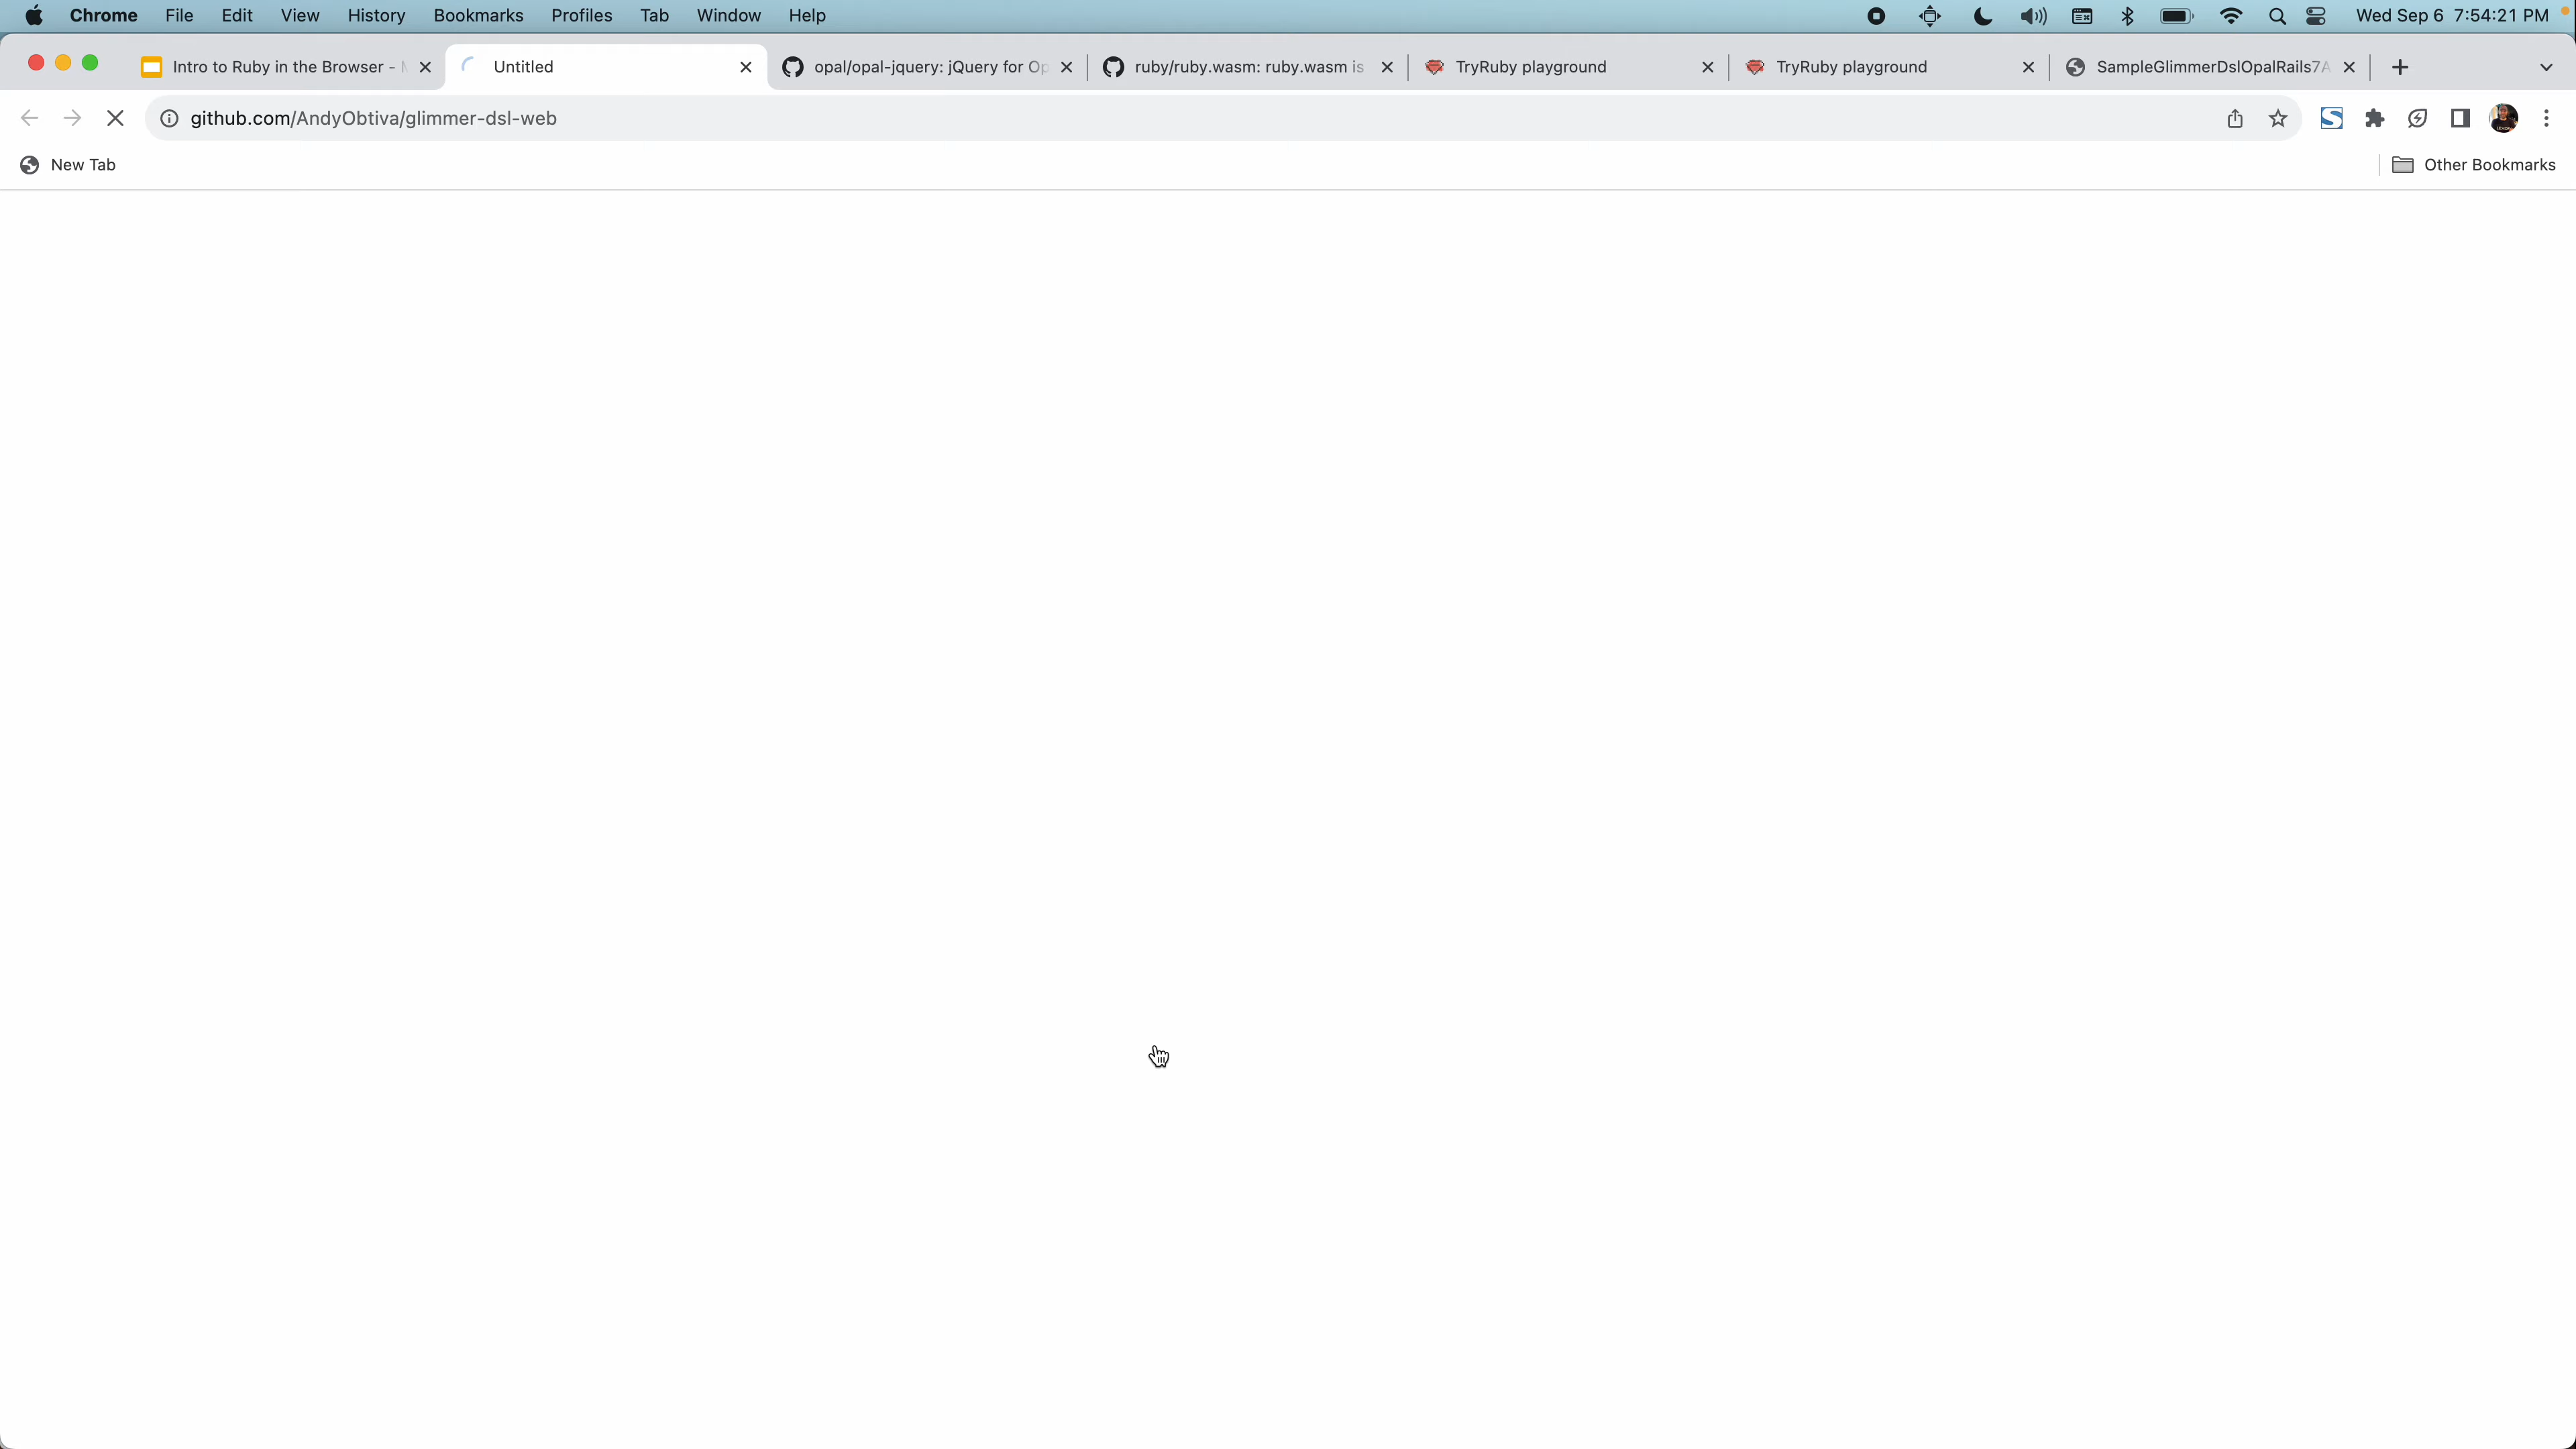 Chrome File Edit View History Bookmarks Profiles Tab Window Help Wed Sep 6 7:54:21 PM
Intro to Ruby in the Browser - Untitled opal/opal-jquery: jQuery for Op ruby/ruby.wasm: ruby.wasm is TryRuby playground TryRuby playground SampleGlimmerDslOpalRails7A
github.com/AndyObtiva/glimmer-dsl-web
New Tab Other Bookmarks